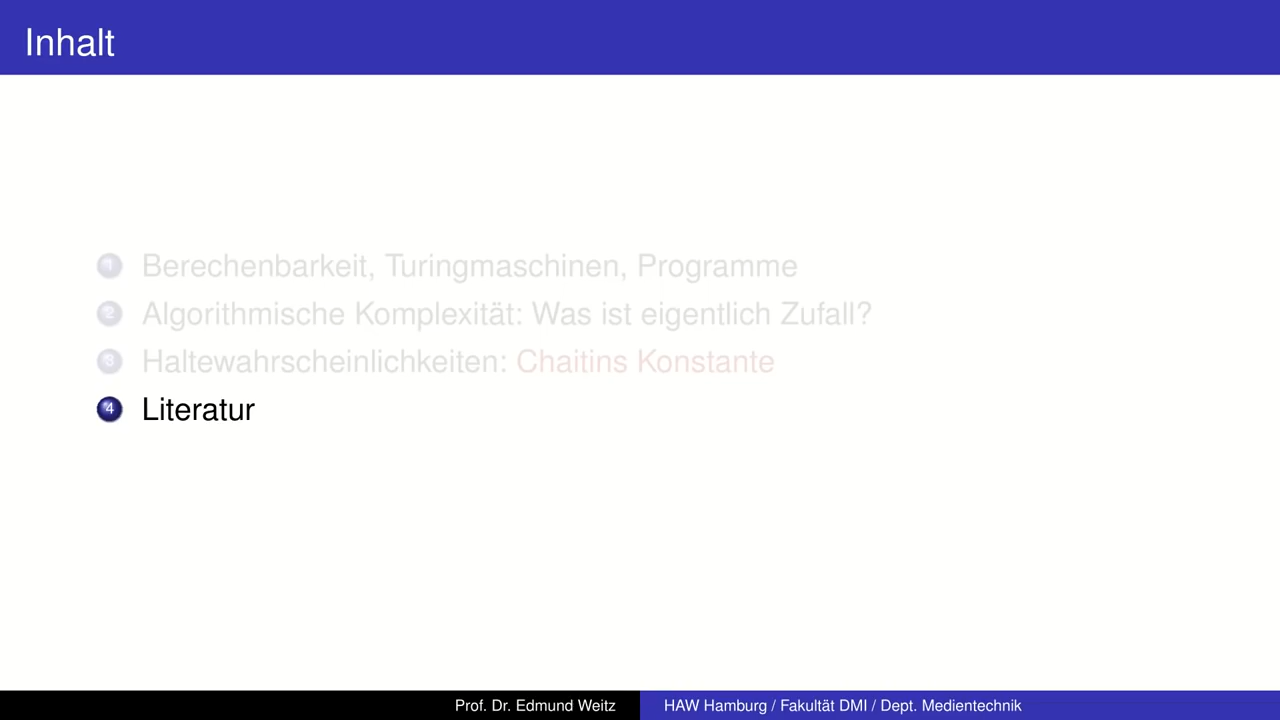 Inhalt
1 Berechenbarkeit, Turingmaschinen, Programme
2 Algorithmische Komplexität: Was ist eigentlich Zufall?
3 Haltewahrscheinlichkeiten: Chaitins Konstante
4 Literatur
Prof. Dr. Edmund Weitz HAW Hamburg / Fakultät DMI / Dept. Medientechnik